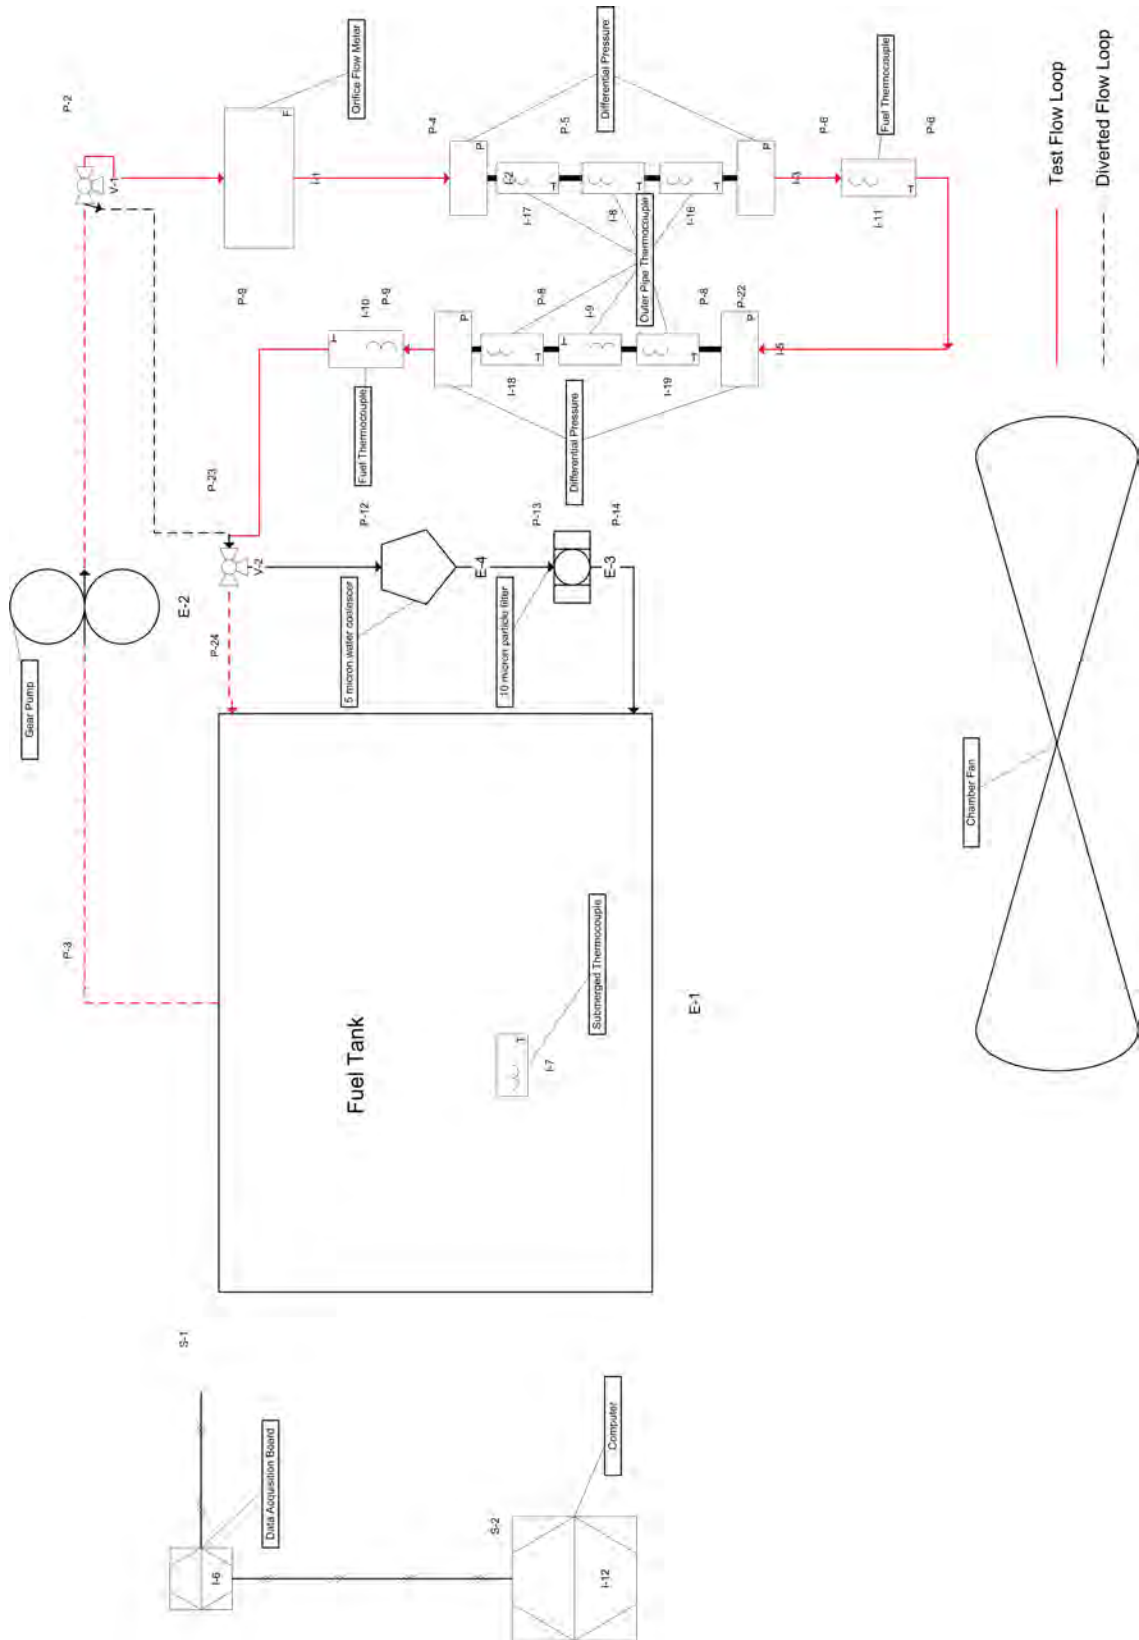 P-2
Orifice Flow Meter
F
V-1
I-1
P-4
Differential Pressure
P-5
P
I-2
T
I-17
I-8
T
I-16
T
P
I-3
P-6
Fuel Thermocouple
P-6
T
I-11
Outer Pipe Thermocouple
P-9
I-10
P-9
T
Fuel Thermocouple
P
P-8
I-9
P-8
P-22
T
T
T
P
I-5
I-18
I-19
Differential Pressure
Gear Pump
E-2
P-23
P-24
V-2
P-12
5 micron water coalescer
E-4
10 micron particle filter
P-13
P-14
E-3
P-3
Fuel Tank
T
I-7
Submerged Thermocouple
E-1
S-1
I-6
Data Acquisition Board
S-2
I-12
Computer
Chamber Fan
Test Flow Loop
Diverted Flow Loop